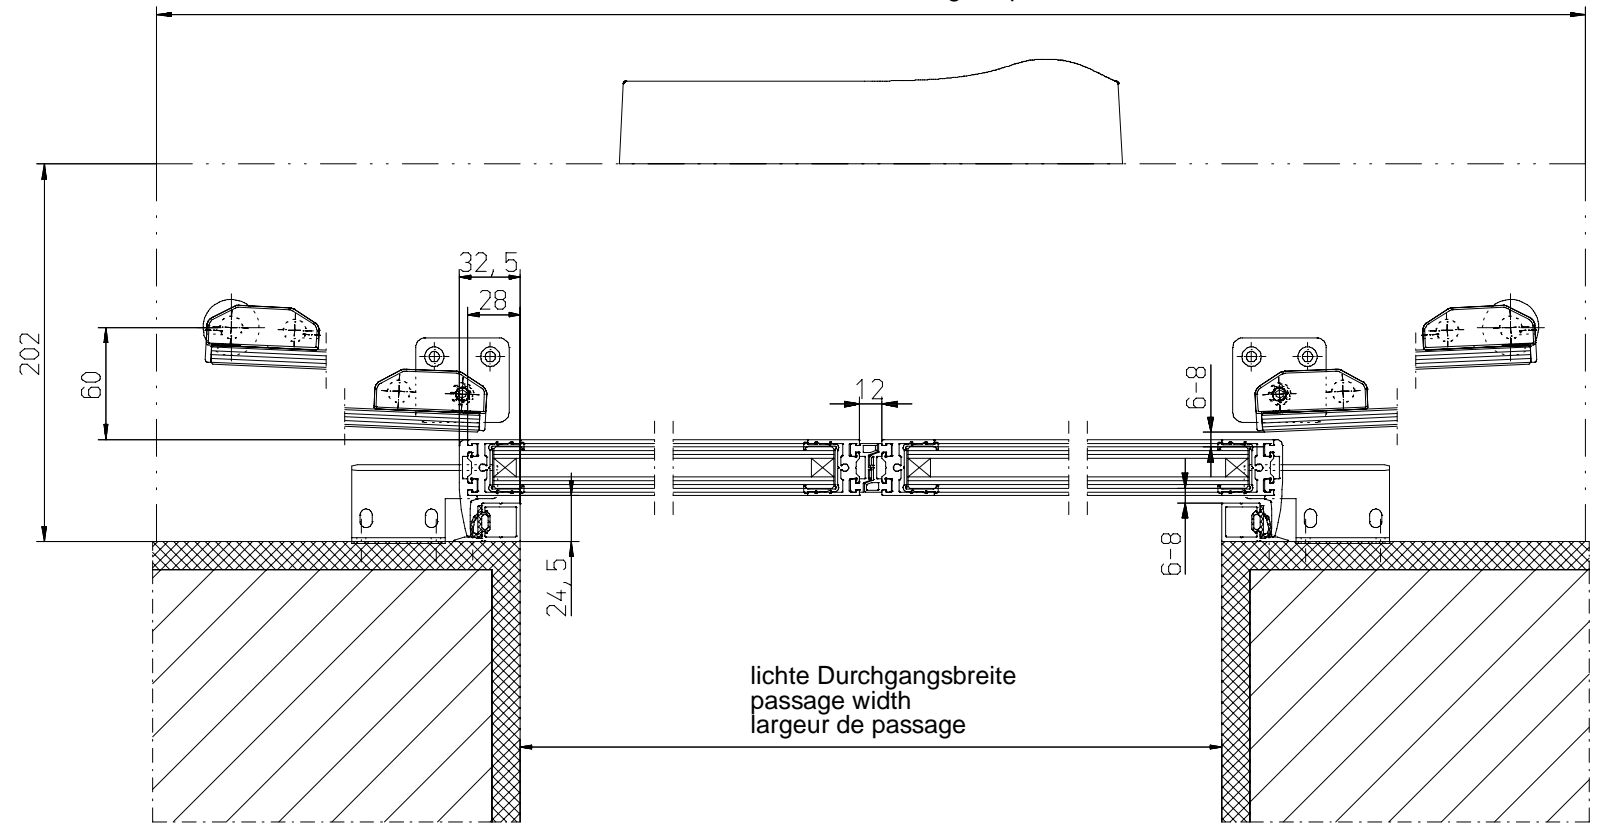 32,5
28
202
60
12
6-8
6-8
24,5
lichte Durchgangsbreite
passage width
largeur de passage